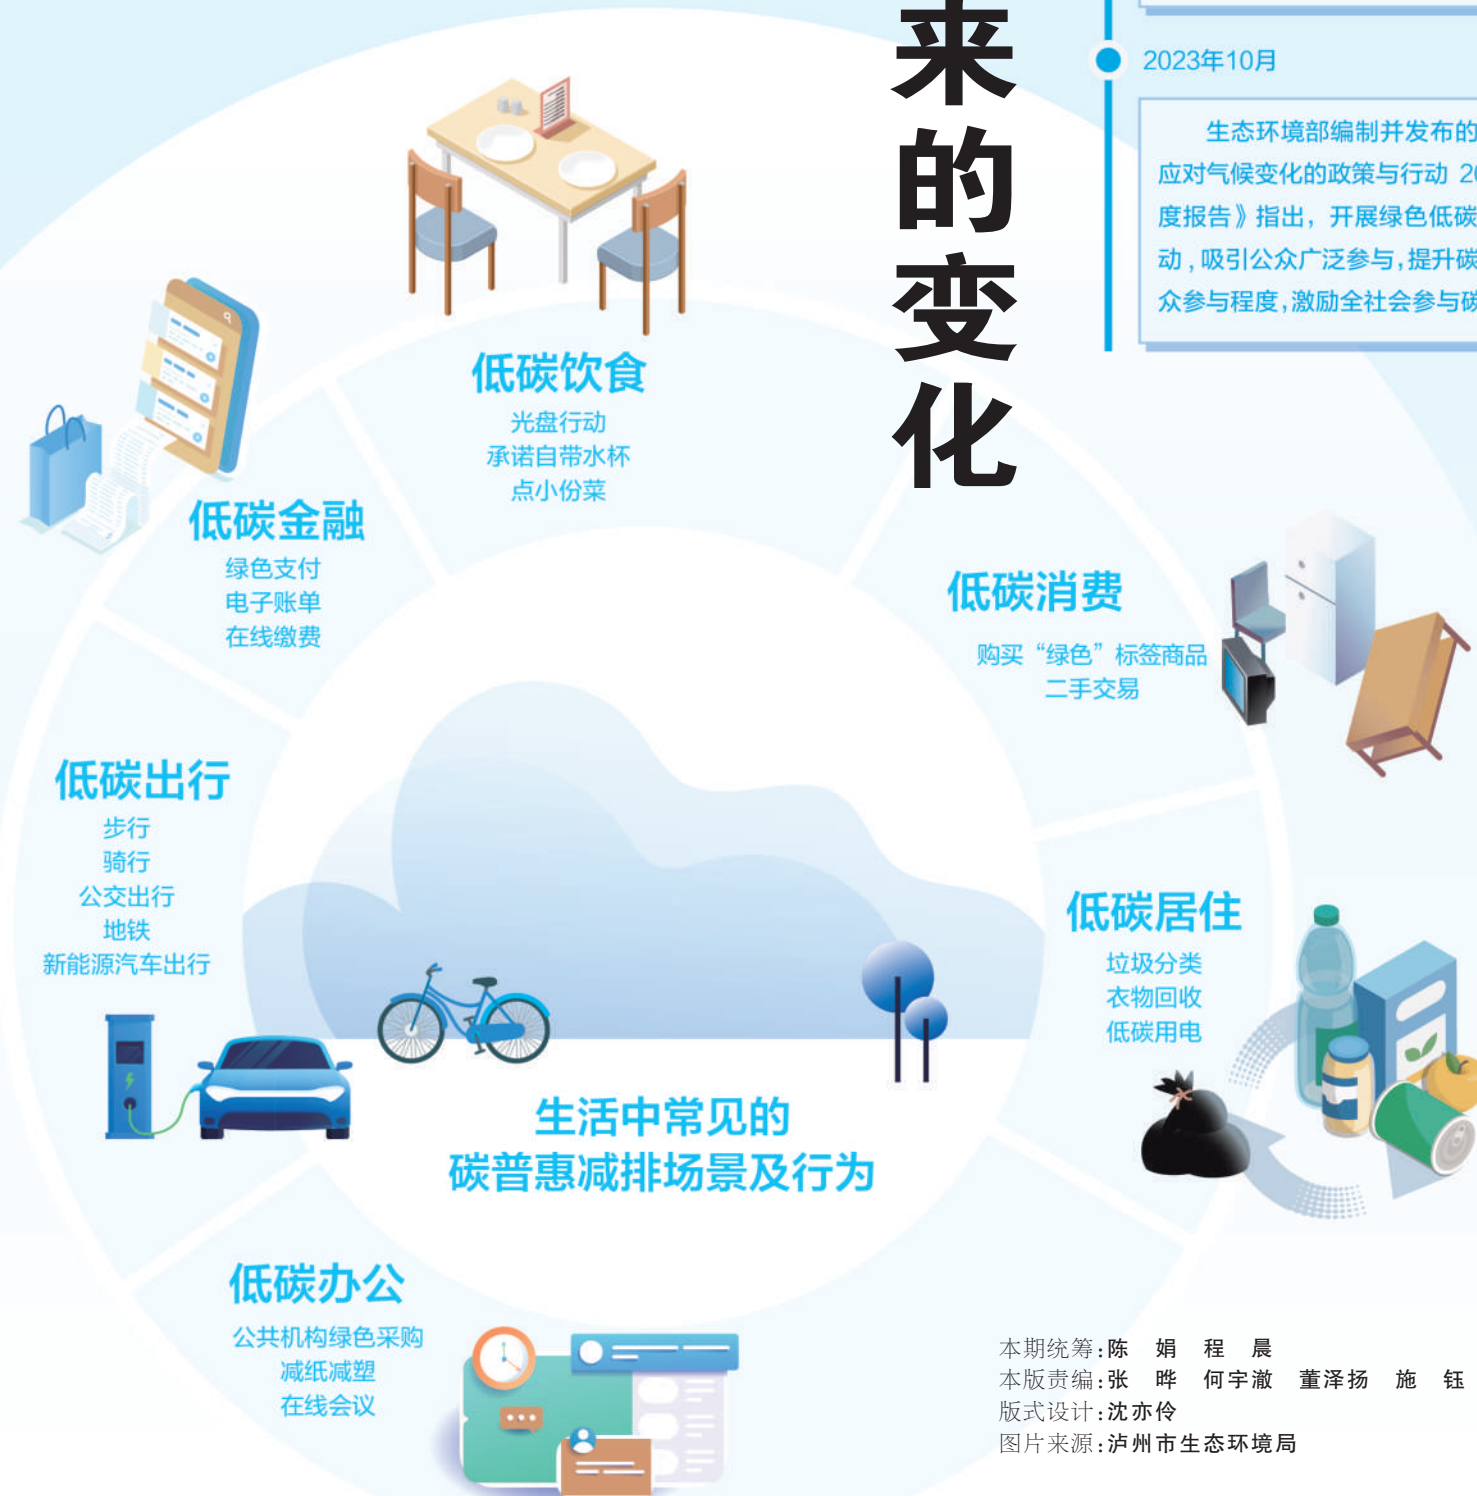 来的变化
2023年10月
生态环境部编制并发布的
应对气候变化的政策与行动 20
度报告》指出，开展绿色低碳
动，吸引公众广泛参与，提升碳
众参与程度，激励全社会参与碳
低碳饮食
光盘行动
承诺自带水杯
点小份菜
低碳金融
绿色支付
电子账单
在线缴费
低碳消费
购买“绿色”标签商品
二手交易
低碳出行
步行
骑行
公交出行
地铁
新能源汽车出行
低碳居住
垃圾分类
衣物回收
低碳用电
生活中常见的
碳普惠减排场景及行为
低碳办公
公共机构绿色采购
减纸减塑
在线会议
本期统筹：陈　娟　程　晨
本版责编：张　晔　何宇澈　董泽扬　施　钰
版式设计：沈亦伶
图片来源：泸州市生态环境局